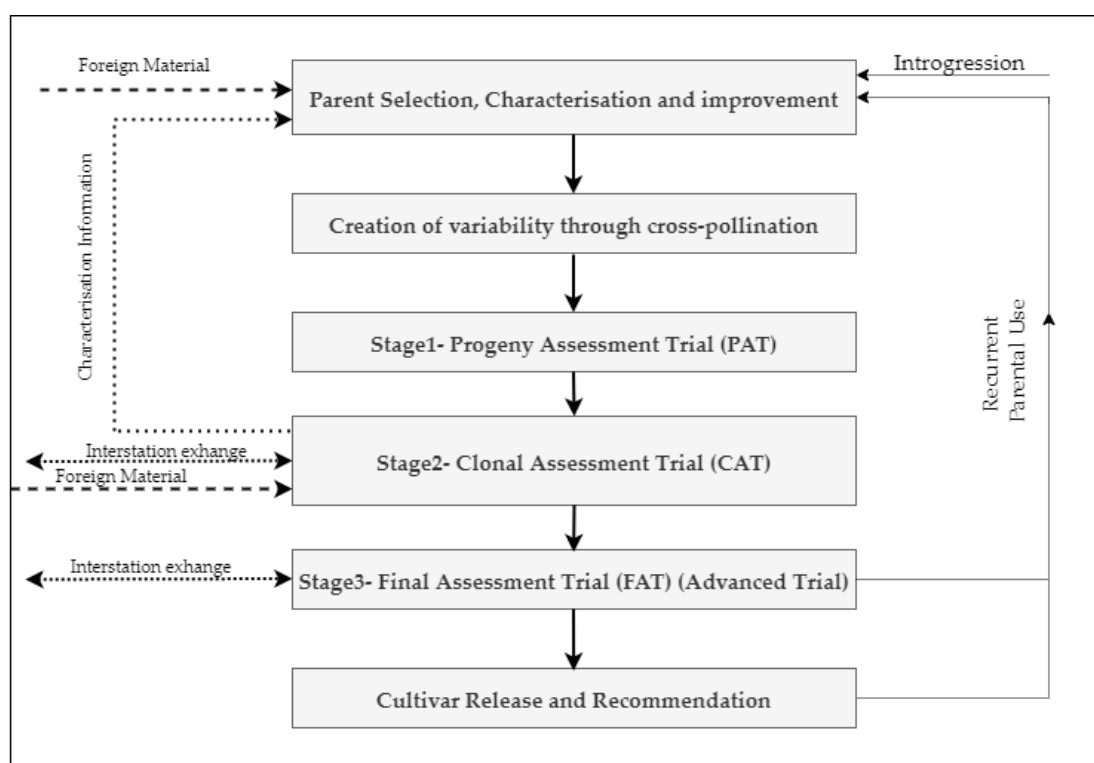 Foreign Material
Introgression
Parent Selection, Characterisation and improvement
Characterisation Information
Creation of variability through cross-pollination
Stage1- Progeny Assessment Trial (PAT)
Recurrent
Parental Use
Interstation exhange
Stage2- Clonal Assessment Trial (CAT)
Foreign Material
Interstation exhange
Stage3- Final Assessment Trial (FAT) (Advanced Trial)
Cultivar Release and Recommendation